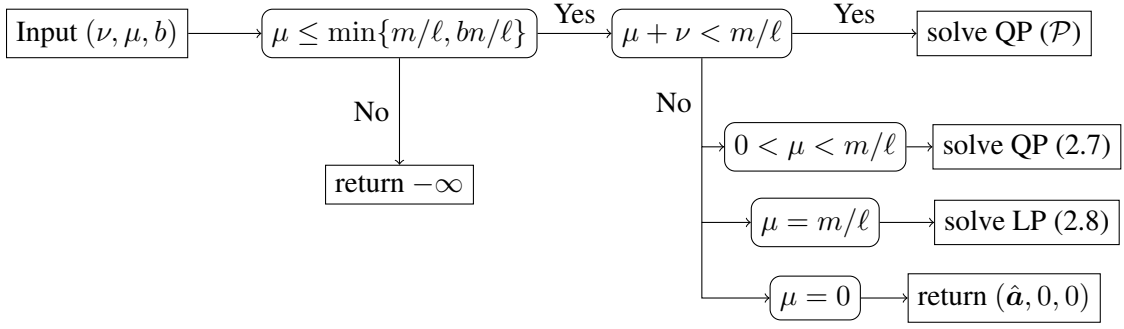 Input (ν, μ, b)
μ ≤ min{m/ℓ, bn/ℓ}
Yes
μ + ν < m/ℓ
Yes
solve QP (𝒫)
No
No
return −∞
0 < μ < m/ℓ
solve QP (2.7)
μ = m/ℓ
solve LP (2.8)
μ = 0
return (â, 0, 0)